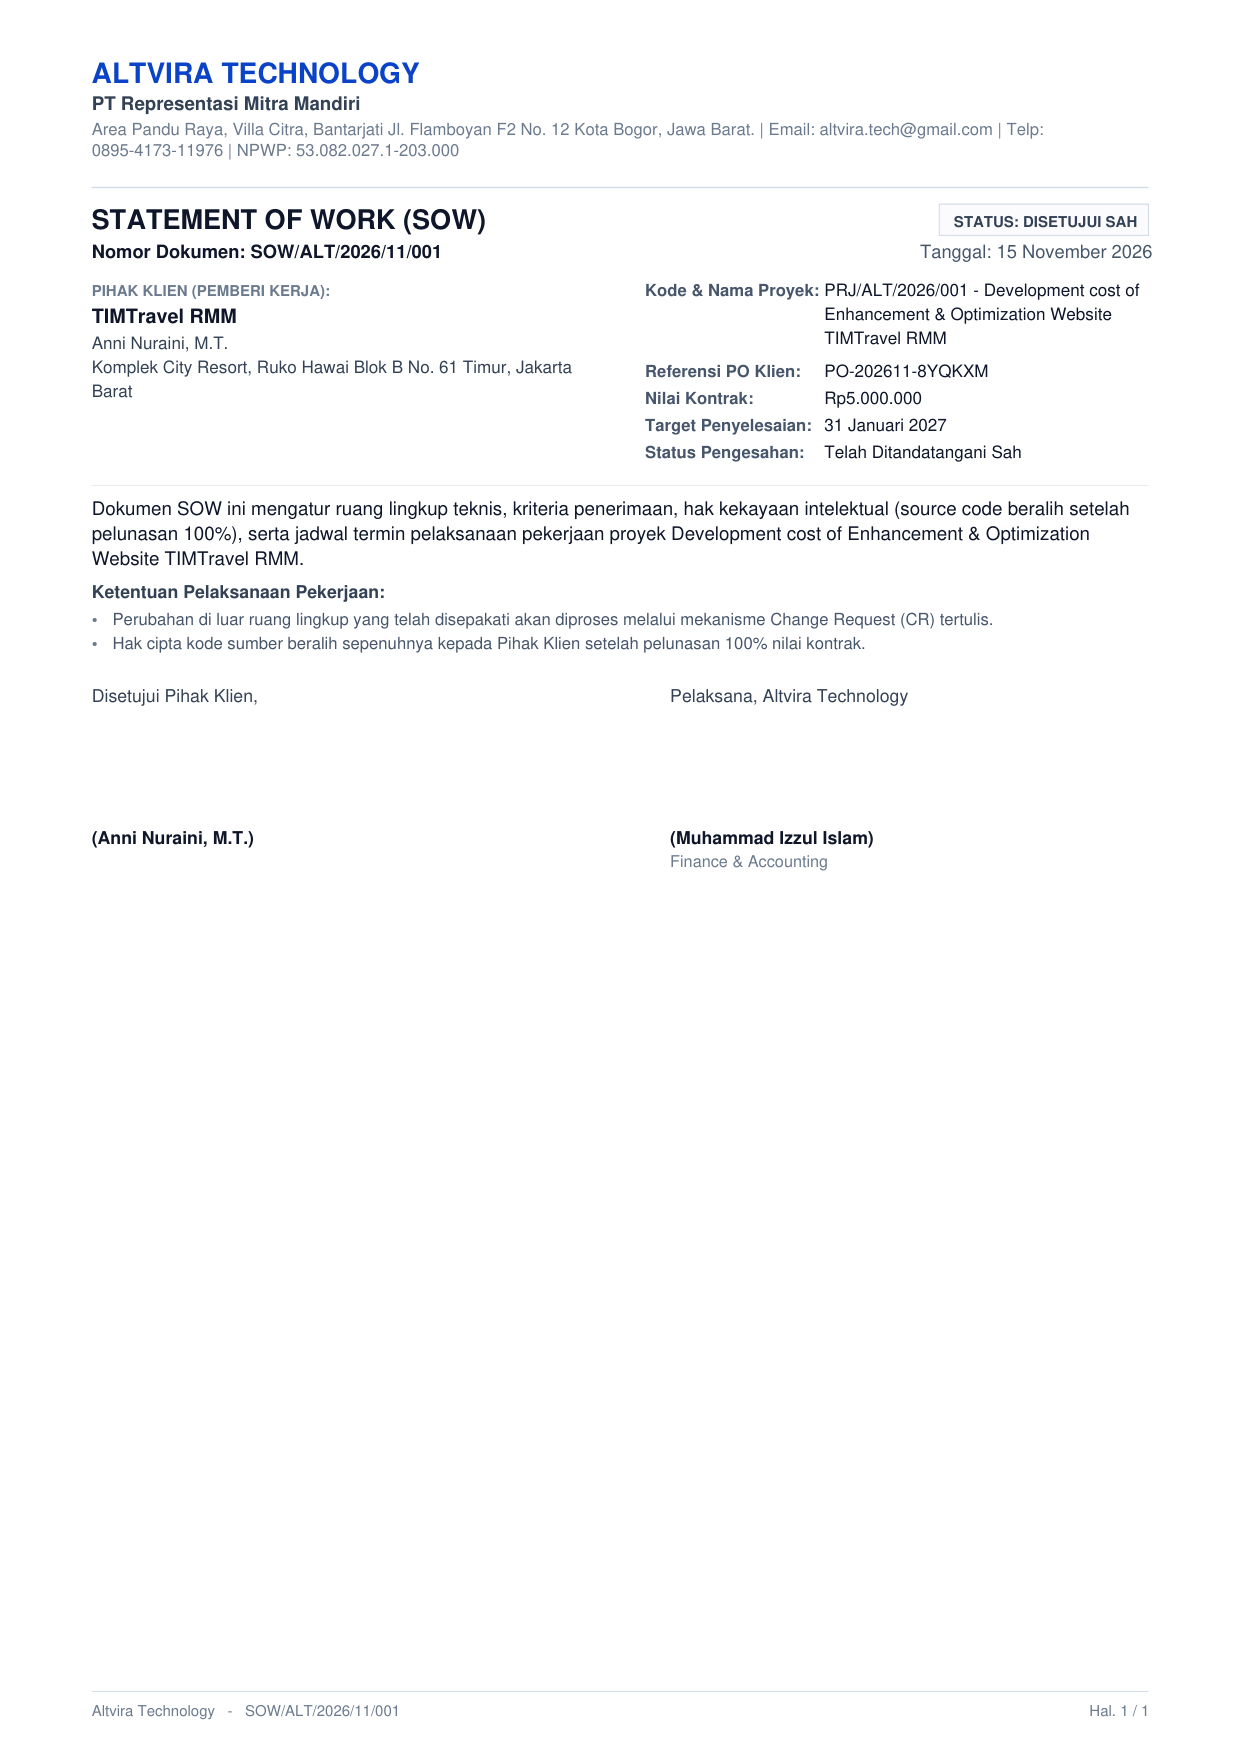 ALTVIRA TECHNOLOGY
PT Representasi Mitra Mandiri
Area Pandu Raya, Villa Citra, Bantarjati Jl. Flamboyan F2 No. 12 Kota Bogor, Jawa Barat. | Email: altvira.tech@gmail.com | Telp:
0895-4173-11976 | NPWP: 53.082.027.1-203.000
STATEMENT OF WORK (SOW)
STATUS: DISETUJUI SAH
Nomor Dokumen: SOW/ALT/2026/11/001
Tanggal: 15 November 2026
PIHAK KLIEN (PEMBERI KERJA):
TIMTravel RMM
Anni Nuraini, M.T.
Komplek City Resort, Ruko Hawai Blok B No. 61 Timur, Jakarta
Barat
Kode & Nama Proyek: PRJ/ALT/2026/001 - Development cost of
Enhancement & Optimization Website
TIMTravel RMM
Referensi PO Klien: PO-202611-8YQKXM
Nilai Kontrak: Rp5.000.000
Target Penyelesaian: 31 Januari 2027
Status Pengesahan: Telah Ditandatangani Sah
Dokumen SOW ini mengatur ruang lingkup teknis, kriteria penerimaan, hak kekayaan intelektual (source code beralih setelah
pelunasan 100%), serta jadwal termin pelaksanaan pekerjaan proyek Development cost of Enhancement & Optimization
Website TIMTravel RMM.
Ketentuan Pelaksanaan Pekerjaan:
• Perubahan di luar ruang lingkup yang telah disepakati akan diproses melalui mekanisme Change Request (CR) tertulis.
• Hak cipta kode sumber beralih sepenuhnya kepada Pihak Klien setelah pelunasan 100% nilai kontrak.
Disetujui Pihak Klien,
Pelaksana, Altvira Technology
(Anni Nuraini, M.T.)
(Muhammad Izzul Islam)
Finance & Accounting
Altvira Technology - SOW/ALT/2026/11/001
Hal. 1 / 1